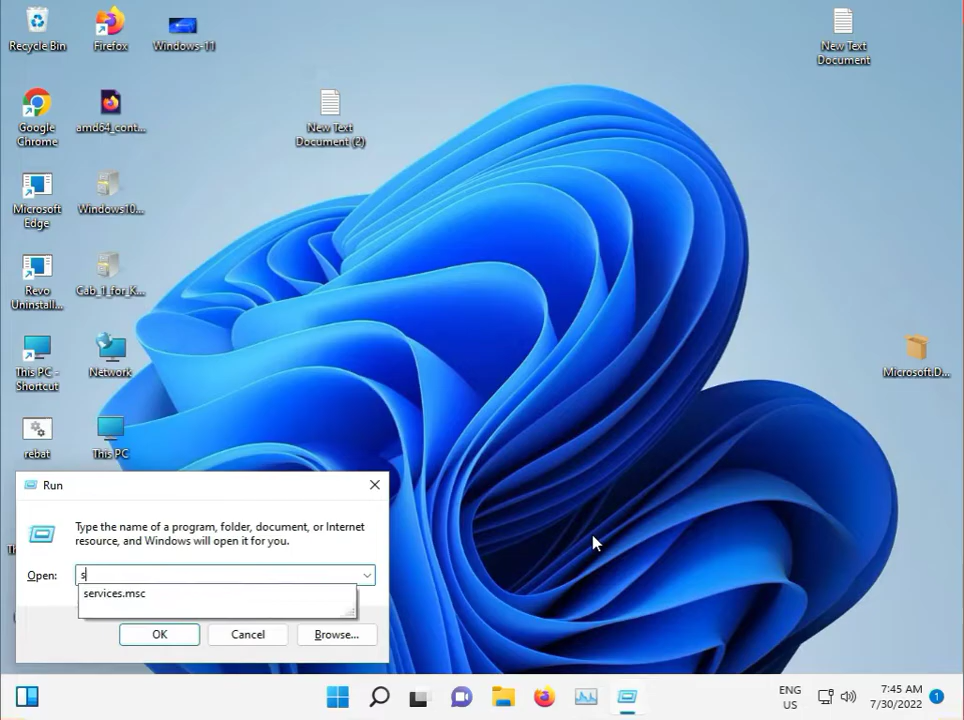 Recycle Bin
Firefox
Windows-11
New Text
Document
Google
Chrome
amd64_cont...
New Text
Document (2)
Microsoft
Edge
Windows10...
Revo
Uninstall...
Cab_1_for_K...
This PC -
Shortcut
Network
Microsoft.D...
rebat
This PC
Run
Type the name of a program, folder, document, or Internet
resource, and Windows will open it for you.
Open:
s
services.msc
OK
Cancel
Browse...
ENG
US
7:45 AM
7/30/2022
1